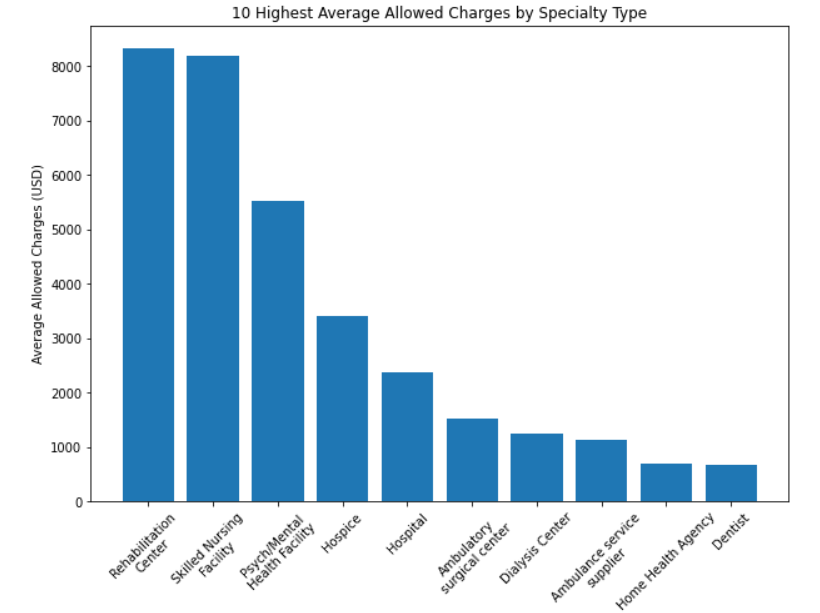 10 Highest Average Allowed Charges by Specialty Type
Average Allowed Charges (USD)
8000
7000
6000
5000
4000
3000
2000
1000
0
Rehabilitation
Center
Skilled Nursing
Facility
Psych/Mental
Health Facility
Hospice
Hospital
Ambulatory
surgical center
Dialysis Center
Ambulance service
supplier
Home Health Agency
Dentist